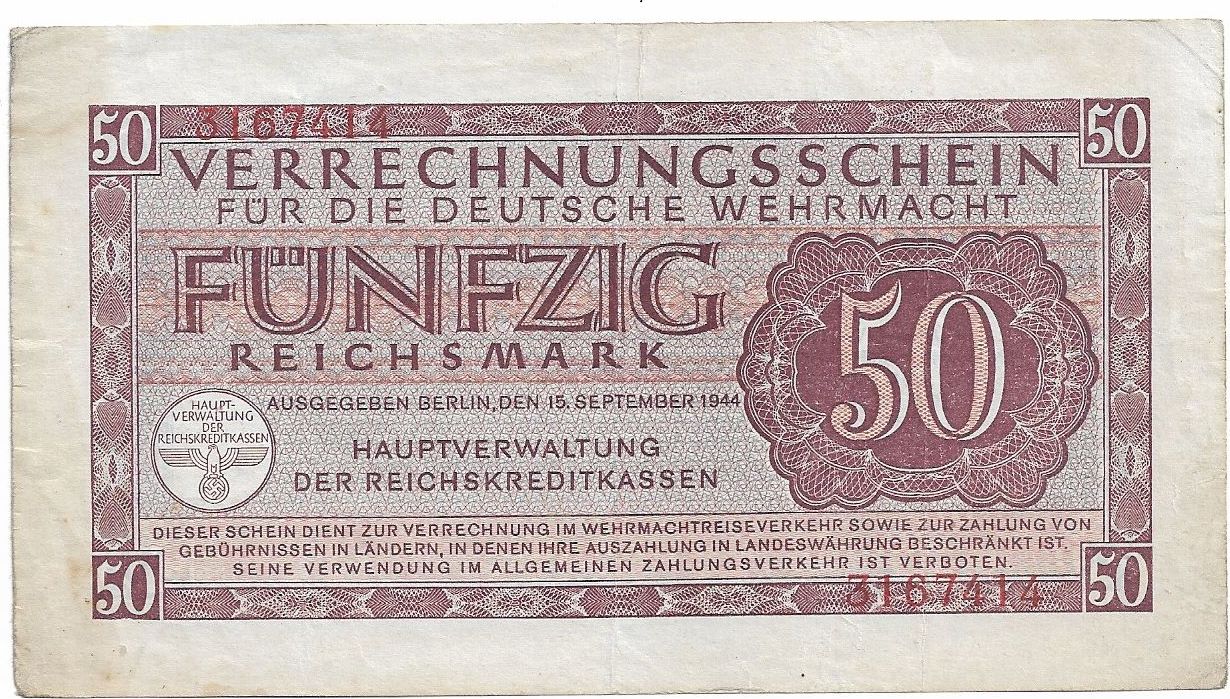 50
3167414
50
VERRECHNUNGSSCHEIN
FÜR DIE DEUTSCHE WEHRMACHT
FÜNFZIG
REICHSMARK
50
HAUPT-
VERWALTUNG
DER
REICHSKREDITKASSEN
AUSGEGEBEN BERLIN, DEN 15. SEPTEMBER 1944
HAUPTVERWALTUNG
DER REICHSKREDITKASSEN
DIESER SCHEIN DIENT ZUR VERRECHNUNG IM WEHRMACHTREISEVERKEHR SOWIE ZUR ZAHLUNG VON
GEBÜHRNISSEN IN LÄNDERN, IN DENEN IHRE AUSZAHLUNG IN LANDESWÄHRUNG BESCHRÄNKT IST.
SEINE VERWENDUNG IM ALLGEMEINEN ZAHLUNGSVERKEHR IST VERBOTEN.
50
3167414
50